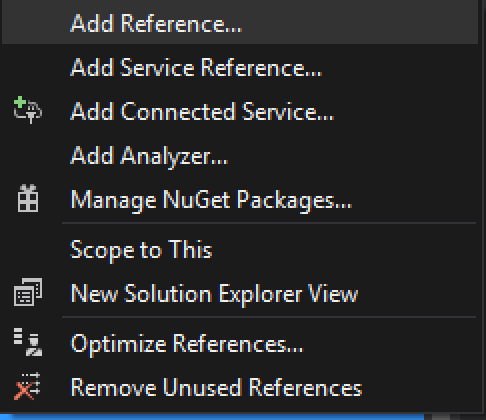 Add Reference...
Add Service Reference...
Add Connected Service...
Add Analyzer...
Manage NuGet Packages...
Scope to This
New Solution Explorer View
Optimize References...
Remove Unused References